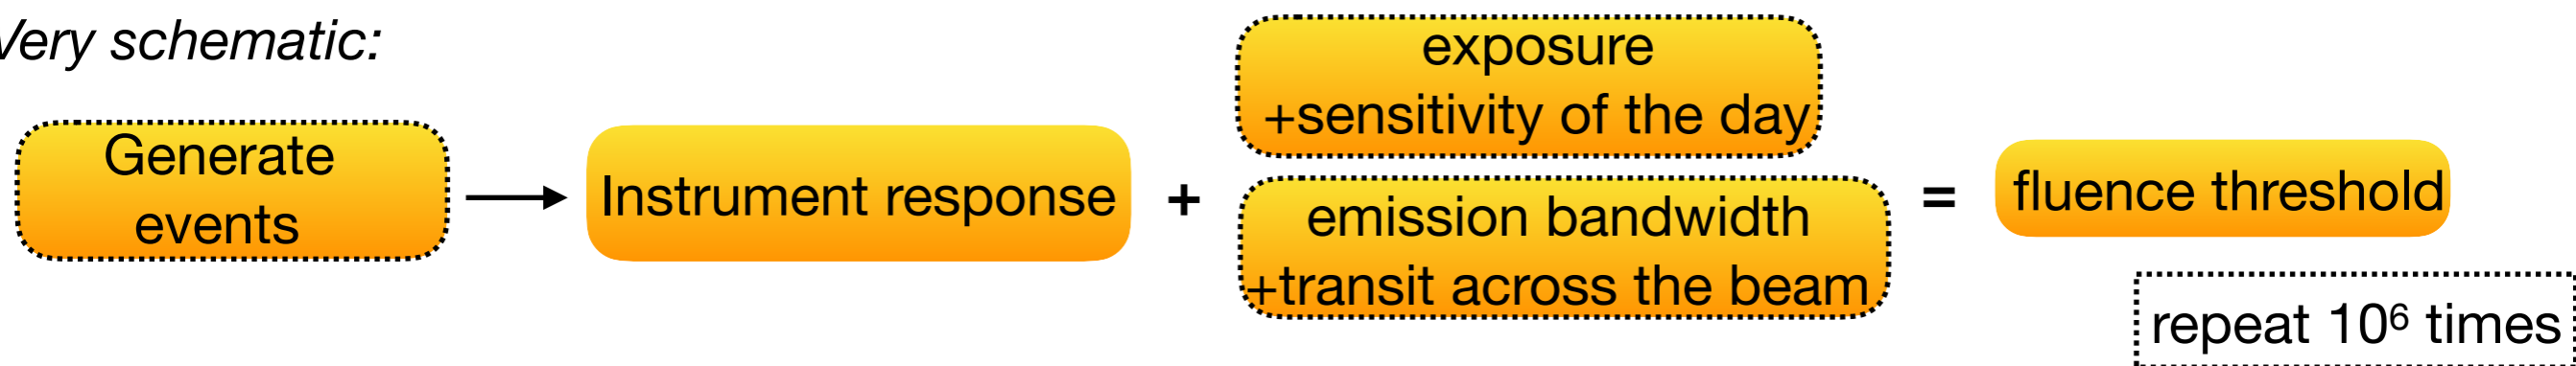 Very schematic:
Generate
events
Instrument response
+
exposure
+sensitivity of the day
emission bandwidth
+transit across the beam
=
fluence threshold
repeat 10⁶ times